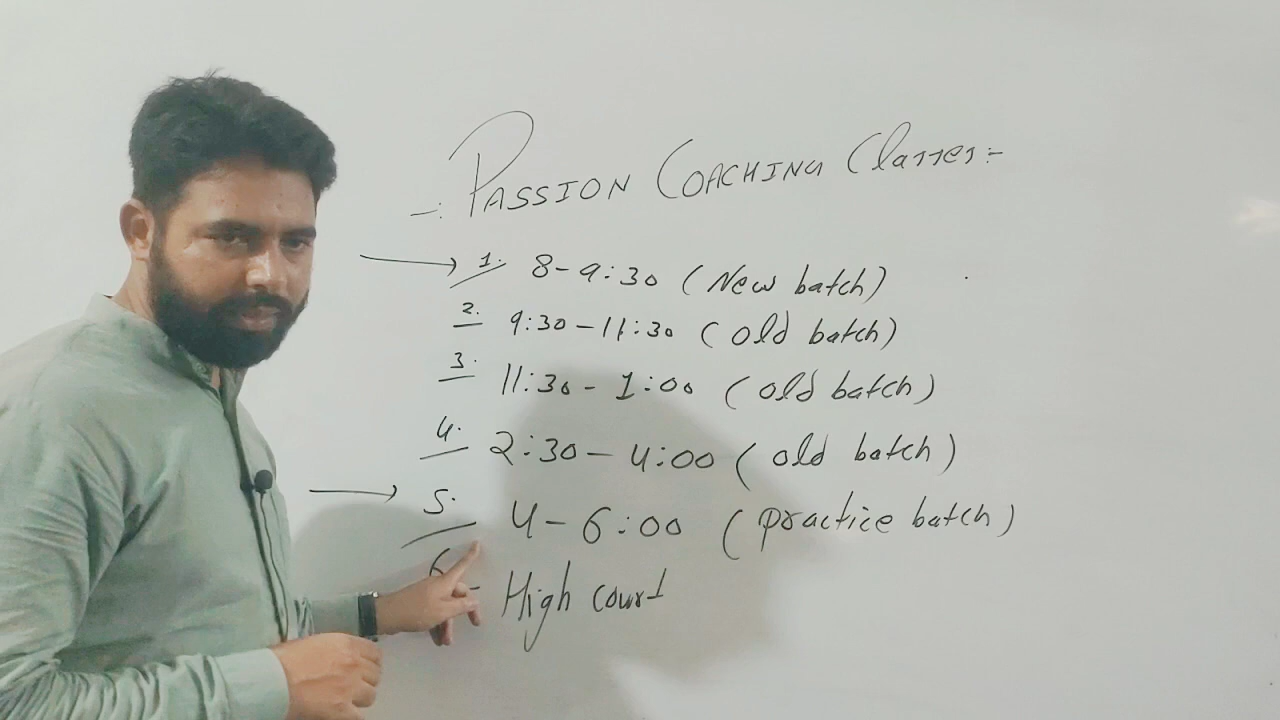 -: PASSION COACHING Classes:-
1. 8-9:30 (New batch)
2. 9:30-11:30 (old batch)
3. 11:30-1:00 (old batch)
4. 2:30-4:00 (old batch)
5. 4-6:00 (practice batch)
6 - High court